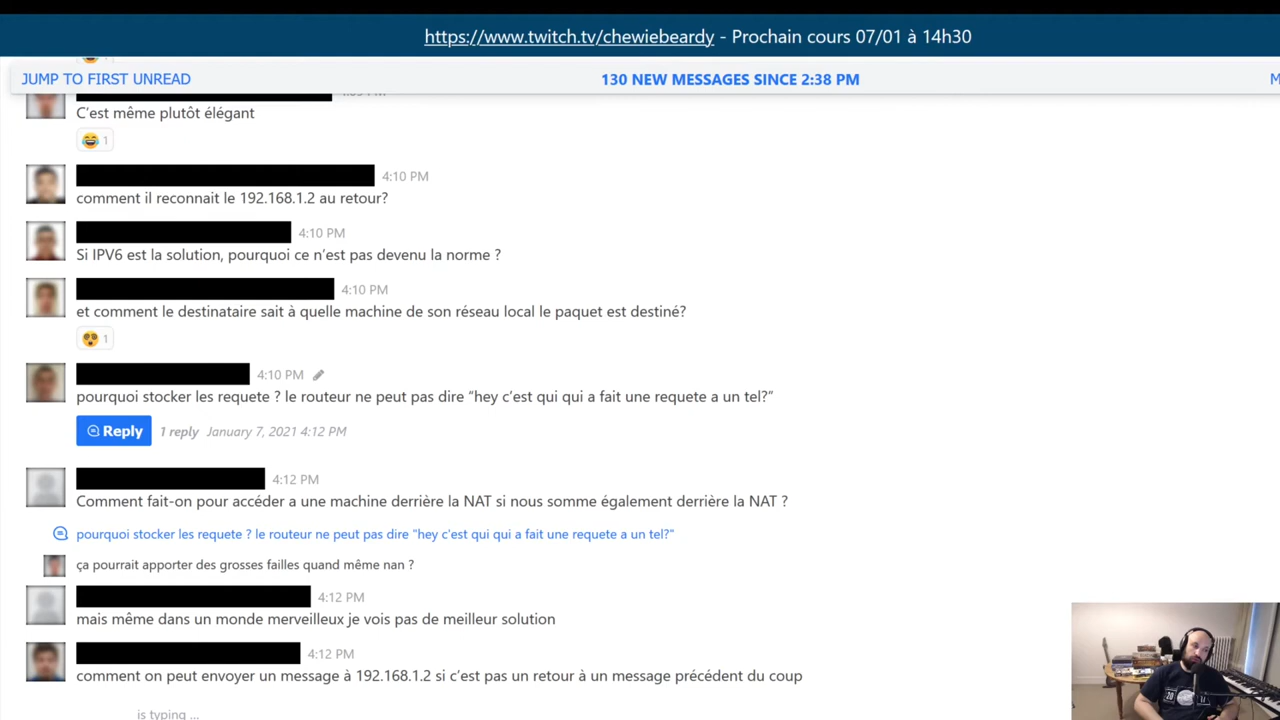 https://www.twitch.tv/chewiebeardy - Prochain cours 07/01 à 14h30
JUMP TO FIRST UNREAD
130 NEW MESSAGES SINCE 2:38 PM
C'est même plutôt élégant
1
4:10 PM
comment il reconnait le 192.168.1.2 au retour?
4:10 PM
Si IPV6 est la solution, pourquoi ce n'est pas devenu la norme ?
4:10 PM
et comment le destinataire sait à quelle machine de son réseau local le paquet est destiné?
1
4:10 PM
pourquoi stocker les requete ? le routeur ne peut pas dire “hey c'est qui qui a fait une requete a un tel?”
Reply 1 reply January 7, 2021 4:12 PM
4:12 PM
Comment fait-on pour accéder a une machine derrière la NAT si nous somme également derrière la NAT ?
pourquoi stocker les requete ? le routeur ne peut pas dire "hey c'est qui qui a fait une requete a un tel?"
ça pourrait apporter des grosses failles quand même nan ?
4:12 PM
mais même dans un monde merveilleux je vois pas de meilleur solution
4:12 PM
comment on peut envoyer un message à 192.168.1.2 si c'est pas un retour à un message précédent du coup
is typing ...